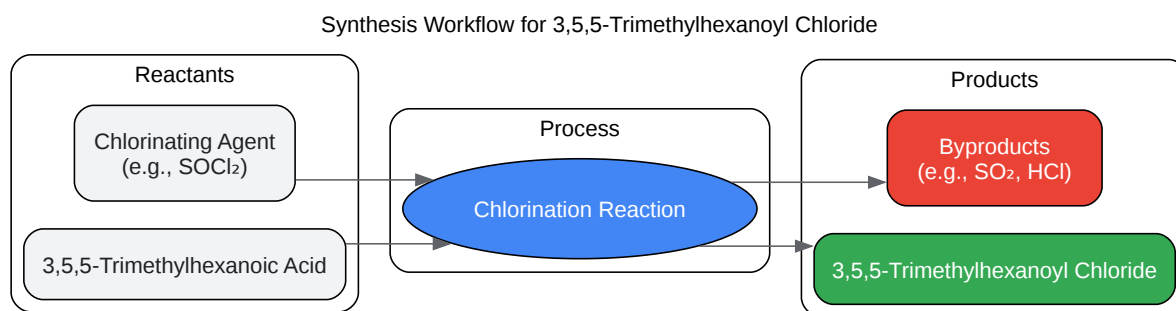 Synthesis Workflow for 3,5,5-Trimethylhexanoyl Chloride
Reactants
Chlorinating Agent
(e.g., SOCl₂)
3,5,5-Trimethylhexanoic Acid
Process
Chlorination Reaction
Products
Byproducts
(e.g., SO₂, HCl)
3,5,5-Trimethylhexanoyl Chloride